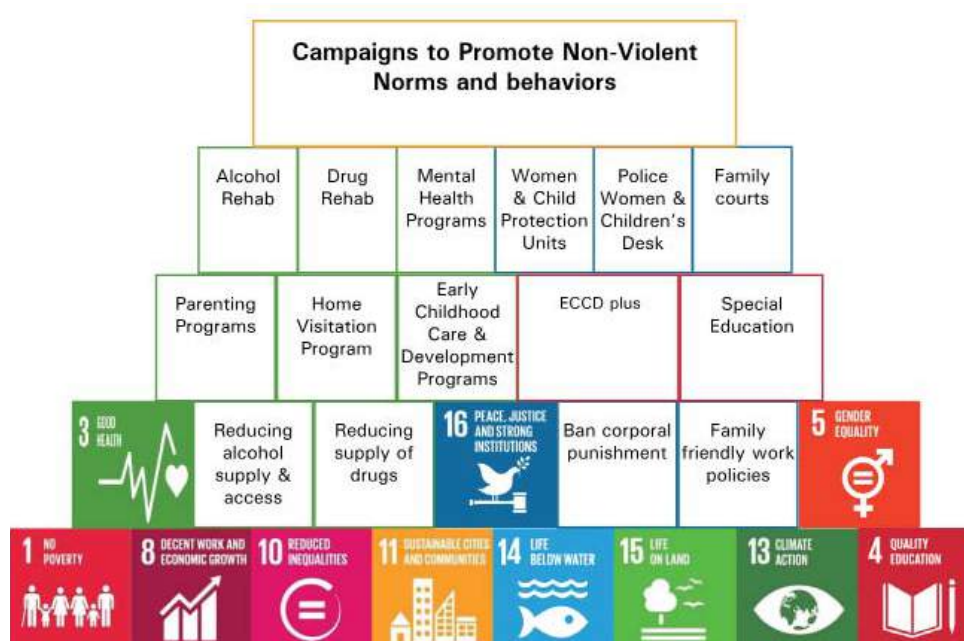 Campaigns to Promote Non-Violent
Norms and behaviors
Alcohol
Rehab
Drug
Rehab
Mental
Health
Programs
Women
& Child
Protection
Units
Police
Women &
Children's
Desk
Family
courts
Parenting
Programs
Home
Visitation
Program
Early
Childhood
Care &
Development
Programs
ECCD plus
Special
Education
3 GOOD
HEALTH
Reducing
alcohol
supply &
access
Reducing
supply of
drugs
16 PEACE, JUSTICE
AND STRONG
INSTITUTIONS
Ban corporal
punishment
Family
friendly work
policies
5 GENDER
EQUALITY
1 NO
POVERTY
8 DECENT WORK AND
ECONOMIC GROWTH
10 REDUCED
INEQUALITIES
11 SUSTAINABLE CITIES
AND COMMUNITIES
14 LIFE
BELOW WATER
15 LIFE
ON LAND
13 CLIMATE
ACTION
4 QUALITY
EDUCATION